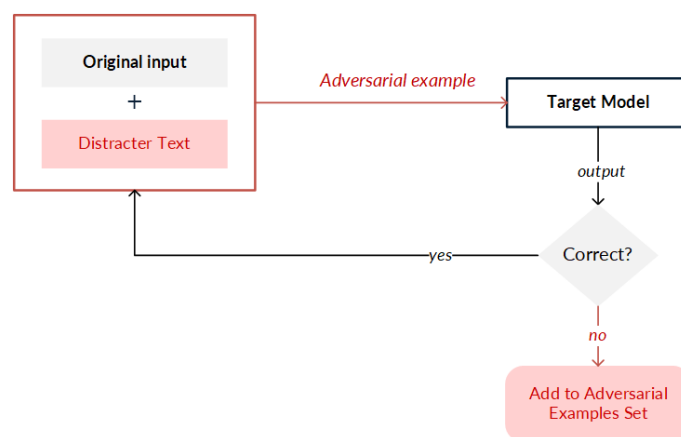 Original input
+
Distracter Text
Adversarial example
Target Model
output
Correct?
yes
no
Add to Adversarial
Examples Set